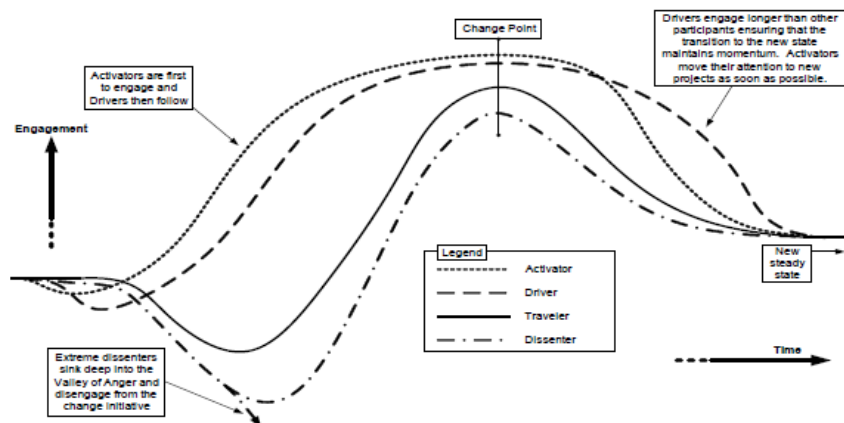 Change Point
Drivers engage longer than other
participants ensuring that the
transition to the new state
maintains momentum. Activators
move their attention to new
projects as soon as possible.
Activators are first
to engage and
Drivers then follow
Engagement
Legend
Activator
Driver
Traveler
Dissenter
New
steady
state
Time
Extreme dissenters
sink deep into the
Valley of Anger and
disengage from the
change initiative